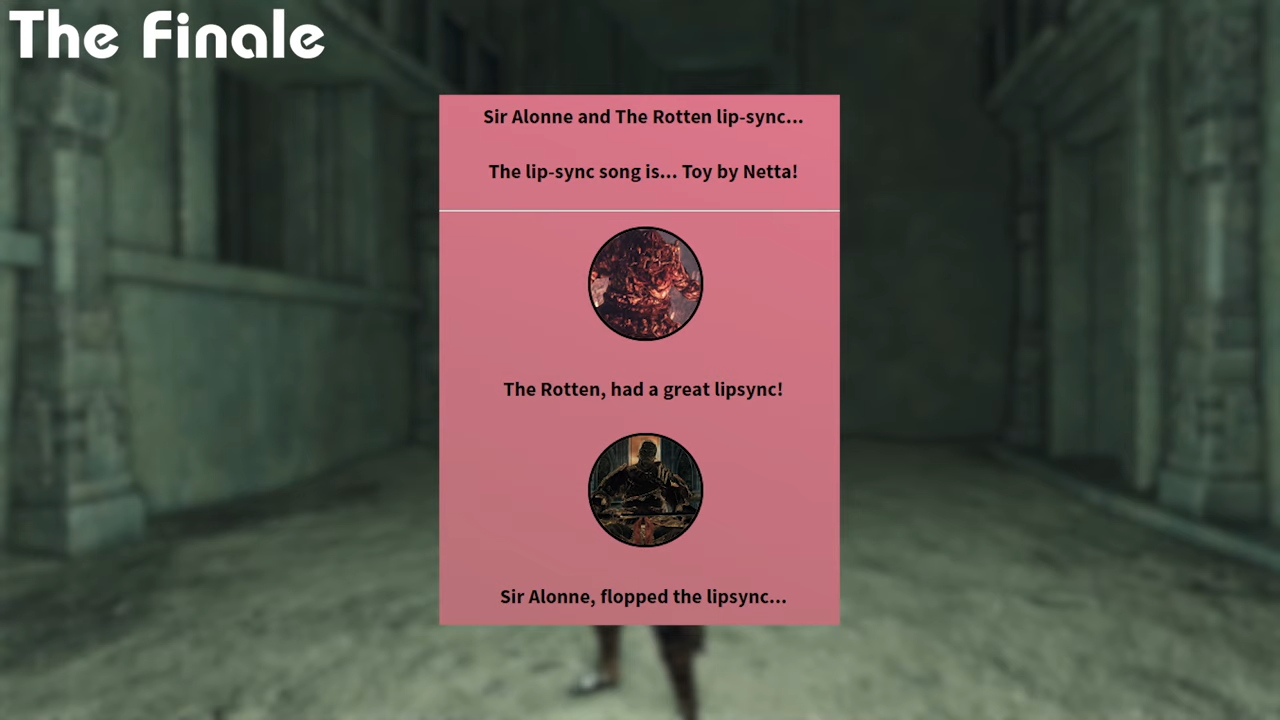 The Finale
Sir Alonne and The Rotten lip-sync...
The lip-sync song is... Toy by Netta!
The Rotten, had a great lipsync!
Sir Alonne, flopped the lipsync...